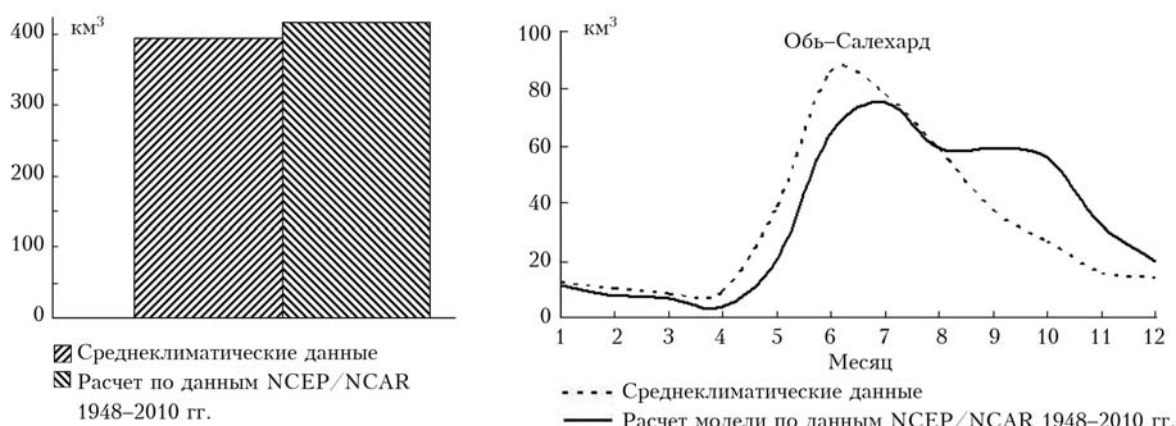 400
км³
300
200
100
0
Среднеклиматические данные
Расчет по данным NCEP/NCAR
1948–2010 гг.
100
км³
Обь–Салехард
80
60
40
20
0
1 2 3 4 5 6 7 8 9 10 11 12
Месяц
Среднеклиматические данные
Расчет модели по данным NCEP/NCAR 1948–2010 гг.